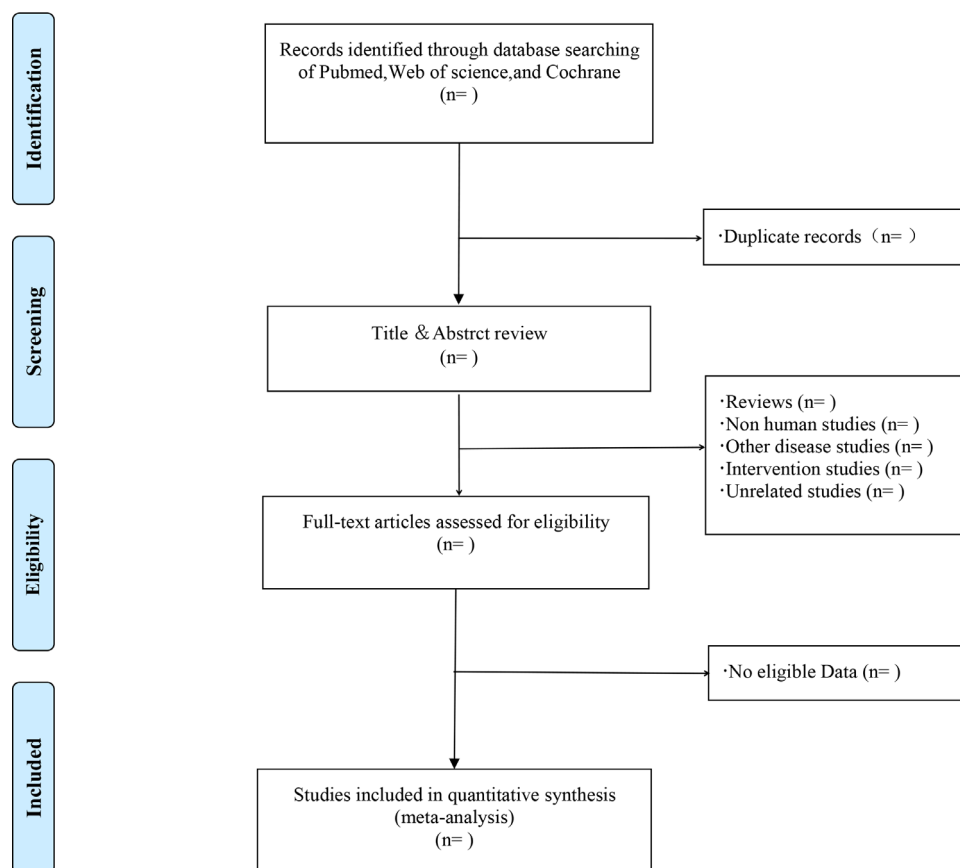 Identification
Records identified through database searching
of Pubmed,Web of science,and Cochrane
(n= )
·Duplicate records（n= ）
Screening
Title & Abstrct review
(n= )
·Reviews (n= )
·Non human studies (n= )
·Other disease studies (n= )
·Intervention studies (n= )
·Unrelated studies (n= )
Eligibility
Full-text articles assessed for eligibility
(n= )
·No eligible Data (n= )
Included
Studies included in quantitative synthesis
(meta-analysis)
(n= )